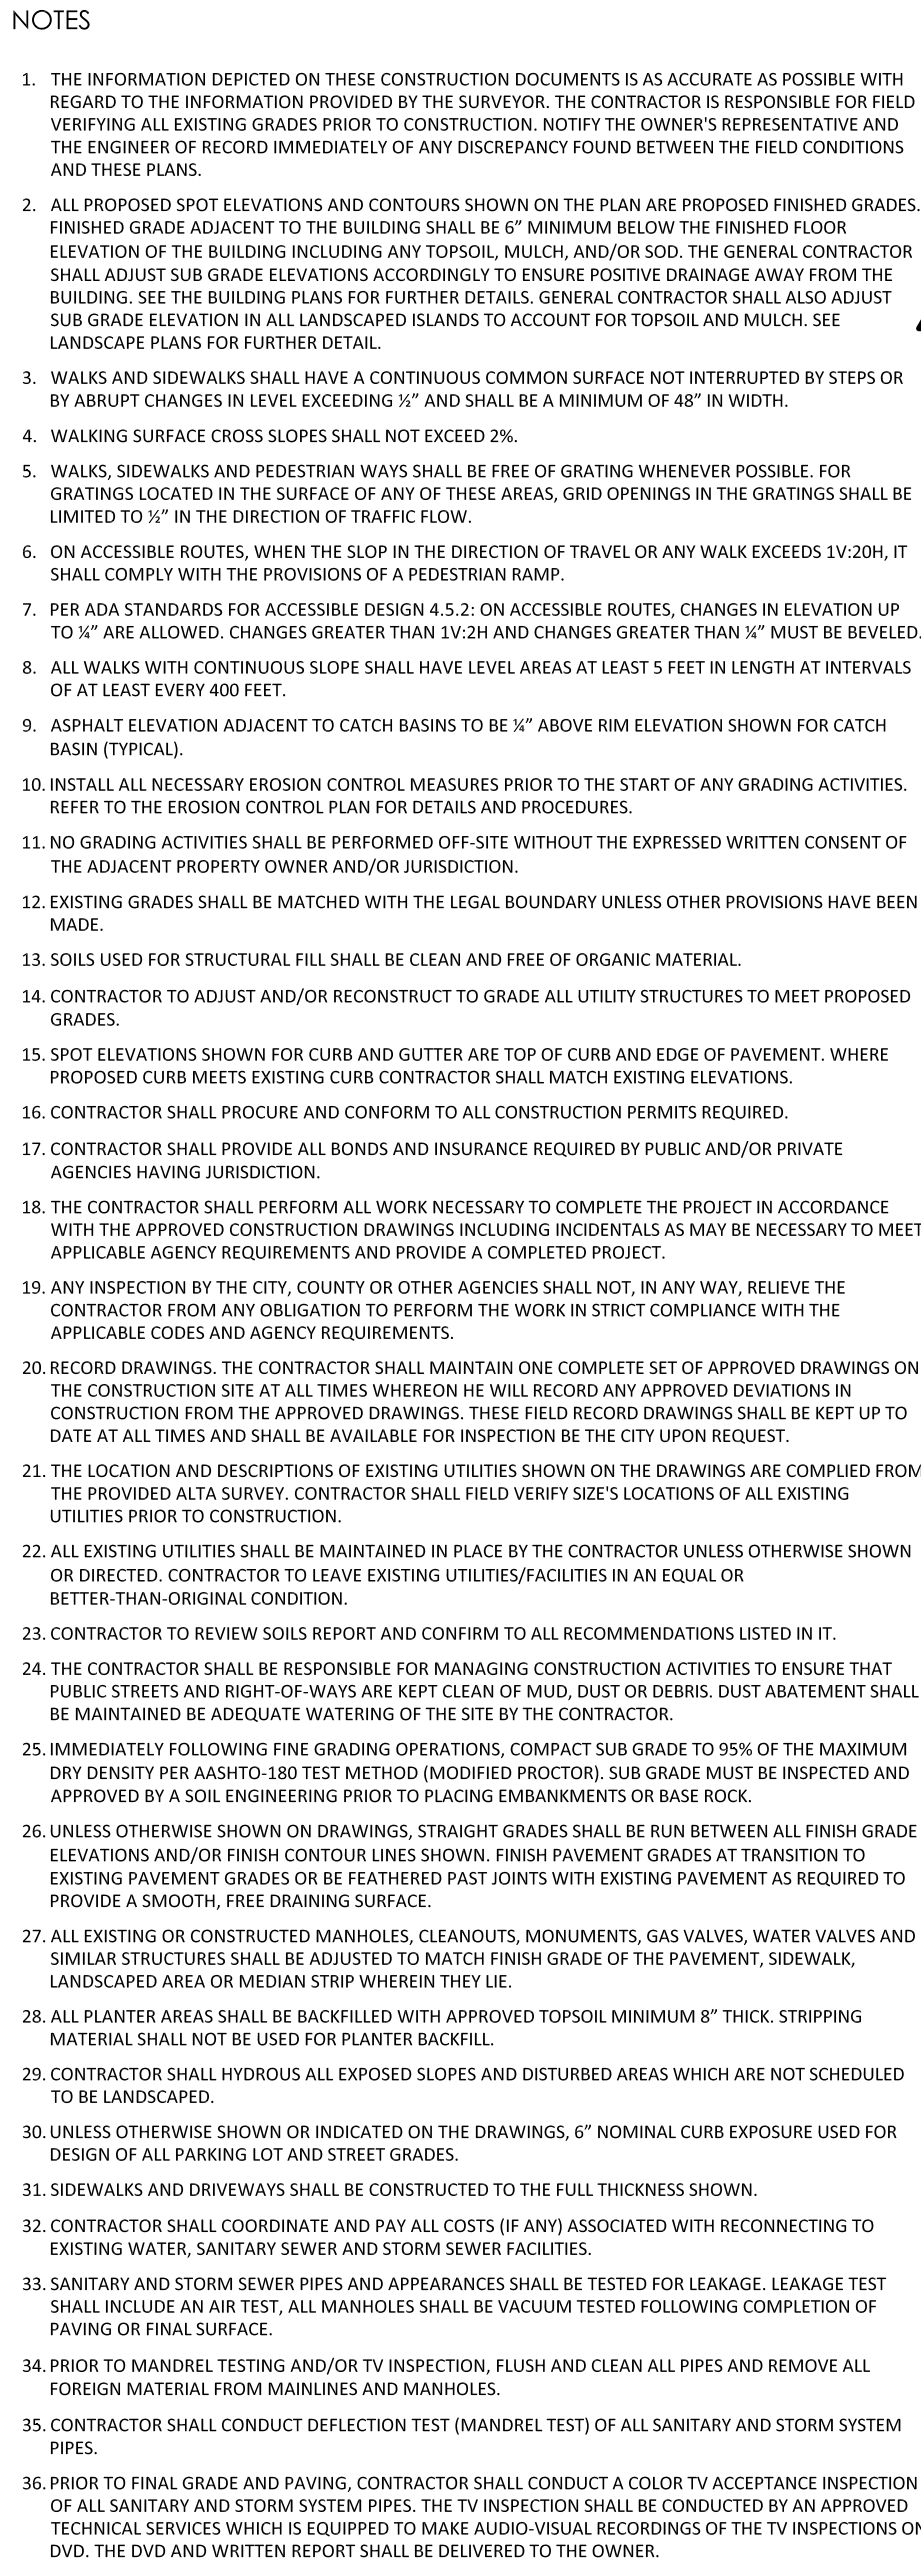 NOTES
1. THE INFORMATION DEPICTED ON THESE CONSTRUCTION DOCUMENTS IS AS ACCURATE AS POSSIBLE WITH
REGARD TO THE INFORMATION PROVIDED BY THE SURVEYOR. THE CONTRACTOR IS RESPONSIBLE FOR FIELD
VERIFYING ALL EXISTING GRADES PRIOR TO CONSTRUCTION. NOTIFY THE OWNER'S REPRESENTATIVE AND
THE ENGINEER OF RECORD IMMEDIATELY OF ANY DISCREPANCY FOUND BETWEEN THE FIELD CONDITIONS
AND THESE PLANS.
2. ALL PROPOSED SPOT ELEVATIONS AND CONTOURS SHOWN ON THE PLAN ARE PROPOSED FINISHED GRADES.
FINISHED GRADE ADJACENT TO THE BUILDING SHALL BE 6” MINIMUM BELOW THE FINISHED FLOOR
ELEVATION OF THE BUILDING INCLUDING ANY TOPSOIL, MULCH, AND/OR SOD. THE GENERAL CONTRACTOR
SHALL ADJUST SUB GRADE ELEVATIONS ACCORDINGLY TO ENSURE POSITIVE DRAINAGE AWAY FROM THE
BUILDING. SEE THE BUILDING PLANS FOR FURTHER DETAILS. GENERAL CONTRACTOR SHALL ALSO ADJUST
SUB GRADE ELEVATION IN ALL LANDSCAPED ISLANDS TO ACCOUNT FOR TOPSOIL AND MULCH. SEE
LANDSCAPE PLANS FOR FURTHER DETAIL.
3. WALKS AND SIDEWALKS SHALL HAVE A CONTINUOUS COMMON SURFACE NOT INTERRUPTED BY STEPS OR
BY ABRUPT CHANGES IN LEVEL EXCEEDING ½” AND SHALL BE A MINIMUM OF 48” IN WIDTH.
4. WALKING SURFACE CROSS SLOPES SHALL NOT EXCEED 2%.
5. WALKS, SIDEWALKS AND PEDESTRIAN WAYS SHALL BE FREE OF GRATING WHENEVER POSSIBLE. FOR
GRATINGS LOCATED IN THE SURFACE OF ANY OF THESE AREAS, GRID OPENINGS IN THE GRATINGS SHALL BE
LIMITED TO ½” IN THE DIRECTION OF TRAFFIC FLOW.
6. ON ACCESSIBLE ROUTES, WHEN THE SLOP IN THE DIRECTION OF TRAVEL OR ANY WALK EXCEEDS 1V:20H, IT
SHALL COMPLY WITH THE PROVISIONS OF A PEDESTRIAN RAMP.
7. PER ADA STANDARDS FOR ACCESSIBLE DESIGN 4.5.2: ON ACCESSIBLE ROUTES, CHANGES IN ELEVATION UP
TO ¼” ARE ALLOWED. CHANGES GREATER THAN 1V:2H AND CHANGES GREATER THAN ¼” MUST BE BEVELED.
8. ALL WALKS WITH CONTINUOUS SLOPE SHALL HAVE LEVEL AREAS AT LEAST 5 FEET IN LENGTH AT INTERVALS
OF AT LEAST EVERY 400 FEET.
9. ASPHALT ELEVATION ADJACENT TO CATCH BASINS TO BE ¼” ABOVE RIM ELEVATION SHOWN FOR CATCH
BASIN (TYPICAL).
10. INSTALL ALL NECESSARY EROSION CONTROL MEASURES PRIOR TO THE START OF ANY GRADING ACTIVITIES.
REFER TO THE EROSION CONTROL PLAN FOR DETAILS AND PROCEDURES.
11. NO GRADING ACTIVITIES SHALL BE PERFORMED OFF-SITE WITHOUT THE EXPRESSED WRITTEN CONSENT OF
THE ADJACENT PROPERTY OWNER AND/OR JURISDICTION.
12. EXISTING GRADES SHALL BE MATCHED WITH THE LEGAL BOUNDARY UNLESS OTHER PROVISIONS HAVE BEEN
MADE.
13. SOILS USED FOR STRUCTURAL FILL SHALL BE CLEAN AND FREE OF ORGANIC MATERIAL.
14. CONTRACTOR TO ADJUST AND/OR RECONSTRUCT TO GRADE ALL UTILITY STRUCTURES TO MEET PROPOSED
GRADES.
15. SPOT ELEVATIONS SHOWN FOR CURB AND GUTTER ARE TOP OF CURB AND EDGE OF PAVEMENT. WHERE
PROPOSED CURB MEETS EXISTING CURB CONTRACTOR SHALL MATCH EXISTING ELEVATIONS.
16. CONTRACTOR SHALL PROCURE AND CONFORM TO ALL CONSTRUCTION PERMITS REQUIRED.
17. CONTRACTOR SHALL PROVIDE ALL BONDS AND INSURANCE REQUIRED BY PUBLIC AND/OR PRIVATE
AGENCIES HAVING JURISDICTION.
18. THE CONTRACTOR SHALL PERFORM ALL WORK NECESSARY TO COMPLETE THE PROJECT IN ACCORDANCE
WITH THE APPROVED CONSTRUCTION DRAWINGS INCLUDING INCIDENTALS AS MAY BE NECESSARY TO MEET
APPLICABLE AGENCY REQUIREMENTS AND PROVIDE A COMPLETED PROJECT.
19. ANY INSPECTION BY THE CITY, COUNTY OR OTHER AGENCIES SHALL NOT, IN ANY WAY, RELIEVE THE
CONTRACTOR FROM ANY OBLIGATION TO PERFORM THE WORK IN STRICT COMPLIANCE WITH THE
APPLICABLE CODES AND AGENCY REQUIREMENTS.
20. RECORD DRAWINGS. THE CONTRACTOR SHALL MAINTAIN ONE COMPLETE SET OF APPROVED DRAWINGS ON
THE CONSTRUCTION SITE AT ALL TIMES WHEREON HE WILL RECORD ANY APPROVED DEVIATIONS IN
CONSTRUCTION FROM THE APPROVED DRAWINGS. THESE FIELD RECORD DRAWINGS SHALL BE KEPT UP TO
DATE AT ALL TIMES AND SHALL BE AVAILABLE FOR INSPECTION BE THE CITY UPON REQUEST.
21. THE LOCATION AND DESCRIPTIONS OF EXISTING UTILITIES SHOWN ON THE DRAWINGS ARE COMPLIED FROM
THE PROVIDED ALTA SURVEY. CONTRACTOR SHALL FIELD VERIFY SIZE'S LOCATIONS OF ALL EXISTING
UTILITIES PRIOR TO CONSTRUCTION.
22. ALL EXISTING UTILITIES SHALL BE MAINTAINED IN PLACE BY THE CONTRACTOR UNLESS OTHERWISE SHOWN
OR DIRECTED. CONTRACTOR TO LEAVE EXISTING UTILITIES/FACILITIES IN AN EQUAL OR
BETTER-THAN-ORIGINAL CONDITION.
23. CONTRACTOR TO REVIEW SOILS REPORT AND CONFIRM TO ALL RECOMMENDATIONS LISTED IN IT.
24. THE CONTRACTOR SHALL BE RESPONSIBLE FOR MANAGING CONSTRUCTION ACTIVITIES TO ENSURE THAT
PUBLIC STREETS AND RIGHT-OF-WAYS ARE KEPT CLEAN OF MUD, DUST OR DEBRIS. DUST ABATEMENT SHALL
BE MAINTAINED BE ADEQUATE WATERING OF THE SITE BY THE CONTRACTOR.
25. IMMEDIATELY FOLLOWING FINE GRADING OPERATIONS, COMPACT SUB GRADE TO 95% OF THE MAXIMUM
DRY DENSITY PER AASHTO-180 TEST METHOD (MODIFIED PROCTOR). SUB GRADE MUST BE INSPECTED AND
APPROVED BY A SOIL ENGINEERING PRIOR TO PLACING EMBANKMENTS OR BASE ROCK.
26. UNLESS OTHERWISE SHOWN ON DRAWINGS, STRAIGHT GRADES SHALL BE RUN BETWEEN ALL FINISH GRADE
ELEVATIONS AND/OR FINISH CONTOUR LINES SHOWN. FINISH PAVEMENT GRADES AT TRANSITION TO
EXISTING PAVEMENT GRADES OR BE FEATHERED PAST JOINTS WITH EXISTING PAVEMENT AS REQUIRED TO
PROVIDE A SMOOTH, FREE DRAINING SURFACE.
27. ALL EXISTING OR CONSTRUCTED MANHOLES, CLEANOUTS, MONUMENTS, GAS VALVES, WATER VALVES AND
SIMILAR STRUCTURES SHALL BE ADJUSTED TO MATCH FINISH GRADE OF THE PAVEMENT, SIDEWALK,
LANDSCAPED AREA OR MEDIAN STRIP WHEREIN THEY LIE.
28. ALL PLANTER AREAS SHALL BE BACKFILLED WITH APPROVED TOPSOIL MINIMUM 8” THICK. STRIPPING
MATERIAL SHALL NOT BE USED FOR PLANTER BACKFILL.
29. CONTRACTOR SHALL HYDROUS ALL EXPOSED SLOPES AND DISTURBED AREAS WHICH ARE NOT SCHEDULED
TO BE LANDSCAPED.
30. UNLESS OTHERWISE SHOWN OR INDICATED ON THE DRAWINGS, 6” NOMINAL CURB EXPOSURE USED FOR
DESIGN OF ALL PARKING LOT AND STREET GRADES.
31. SIDEWALKS AND DRIVEWAYS SHALL BE CONSTRUCTED TO THE FULL THICKNESS SHOWN.
32. CONTRACTOR SHALL COORDINATE AND PAY ALL COSTS (IF ANY) ASSOCIATED WITH RECONNECTING TO
EXISTING WATER, SANITARY SEWER AND STORM SEWER FACILITIES.
33. SANITARY AND STORM SEWER PIPES AND APPEARANCES SHALL BE TESTED FOR LEAKAGE. LEAKAGE TEST
SHALL INCLUDE AN AIR TEST, ALL MANHOLES SHALL BE VACUUM TESTED FOLLOWING COMPLETION OF
PAVING OR FINAL SURFACE.
34. PRIOR TO MANDREL TESTING AND/OR TV INSPECTION, FLUSH AND CLEAN ALL PIPES AND REMOVE ALL
FOREIGN MATERIAL FROM MAINLINES AND MANHOLES.
35. CONTRACTOR SHALL CONDUCT DEFLECTION TEST (MANDREL TEST) OF ALL SANITARY AND STORM SYSTEM
PIPES.
36. PRIOR TO FINAL GRADE AND PAVING, CONTRACTOR SHALL CONDUCT A COLOR TV ACCEPTANCE INSPECTION
OF ALL SANITARY AND STORM SYSTEM PIPES. THE TV INSPECTION SHALL BE CONDUCTED BY AN APPROVED
TECHNICAL SERVICES WHICH IS EQUIPPED TO MAKE AUDIO-VISUAL RECORDINGS OF THE TV INSPECTIONS ON
DVD. THE DVD AND WRITTEN REPORT SHALL BE DELIVERED TO THE OWNER.